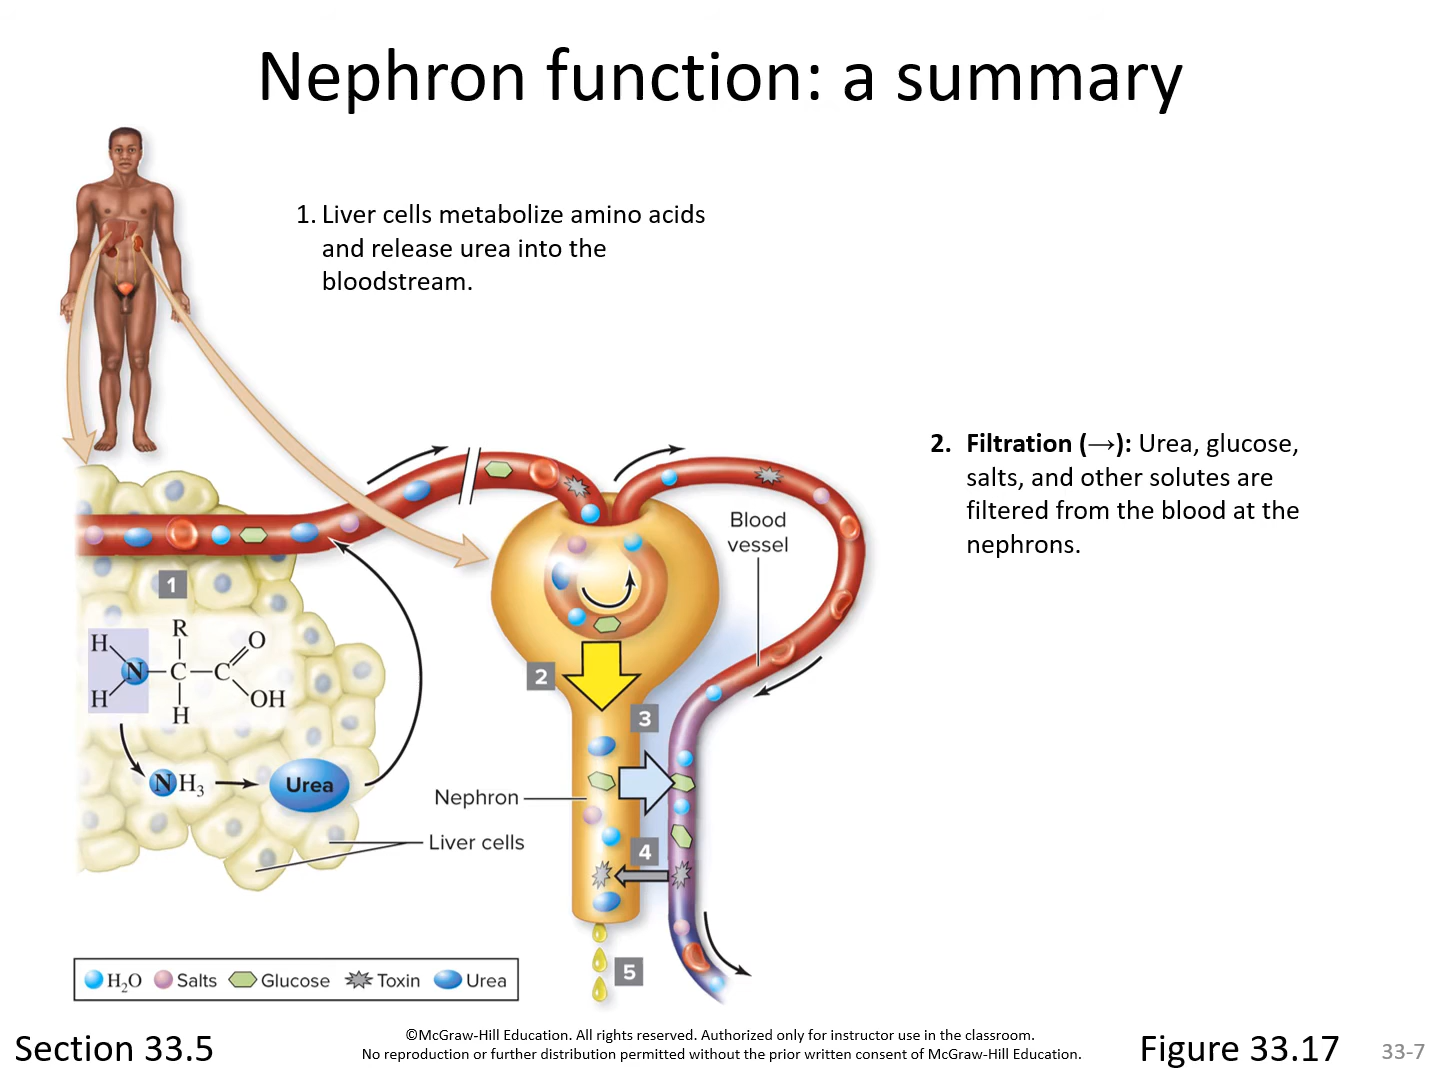 Nephron function: a summary
1. Liver cells metabolize amino acids
and release urea into the
bloodstream.
2. Filtration (→): Urea, glucose,
salts, and other solutes are
filtered from the blood at the
nephrons.
Blood
vessel
1
H
H
N
C
R
H
C
O
OH
NH₃
Urea
2
3
4
5
Nephron
Liver cells
H₂O Salts Glucose Toxin Urea
Section 33.5
©McGraw-Hill Education. All rights reserved. Authorized only for instructor use in the classroom.
No reproduction or further distribution permitted without the prior written consent of McGraw-Hill Education.
Figure 33.17
33-7